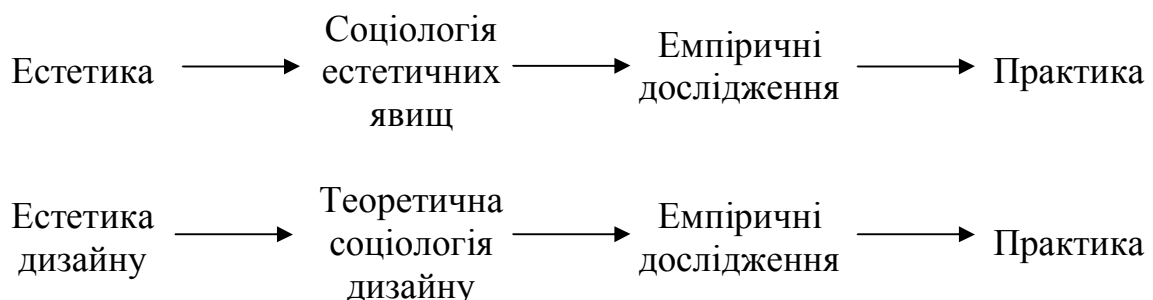 Естетика
Соціологія
естетичних
явищ
Емпіричні
дослідження
Практика
Естетика
дизайну
Теоретична
соціологія
дизайну
Емпіричні
дослідження
Практика